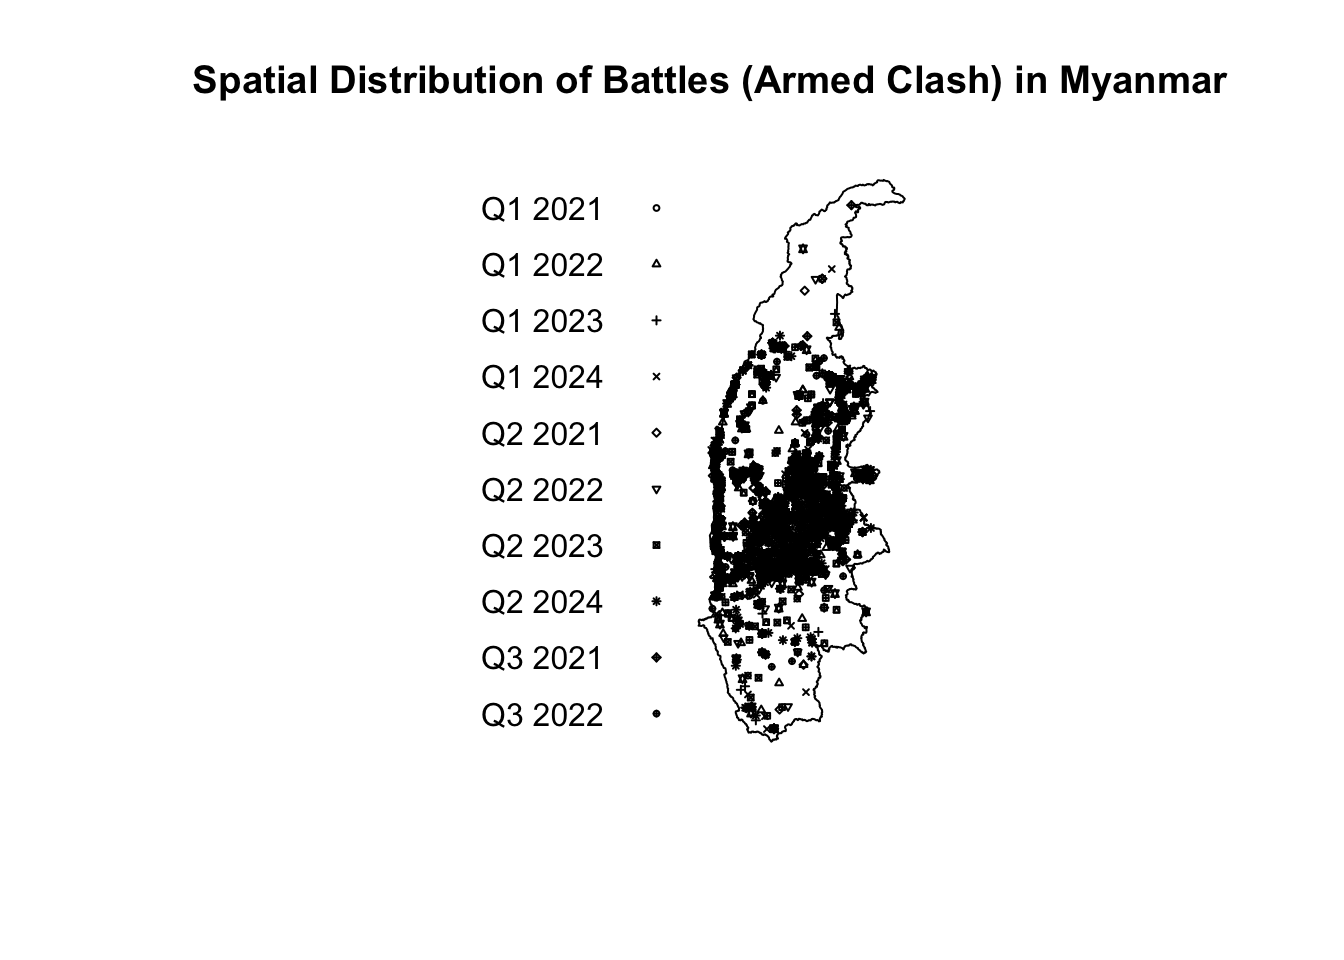 Spatial Distribution of Battles (Armed Clash) in Myanmar
Q1 2021
Q1 2022
Q1 2023
Q1 2024
Q2 2021
Q2 2022
Q2 2023
Q2 2024
Q3 2021
Q3 2022